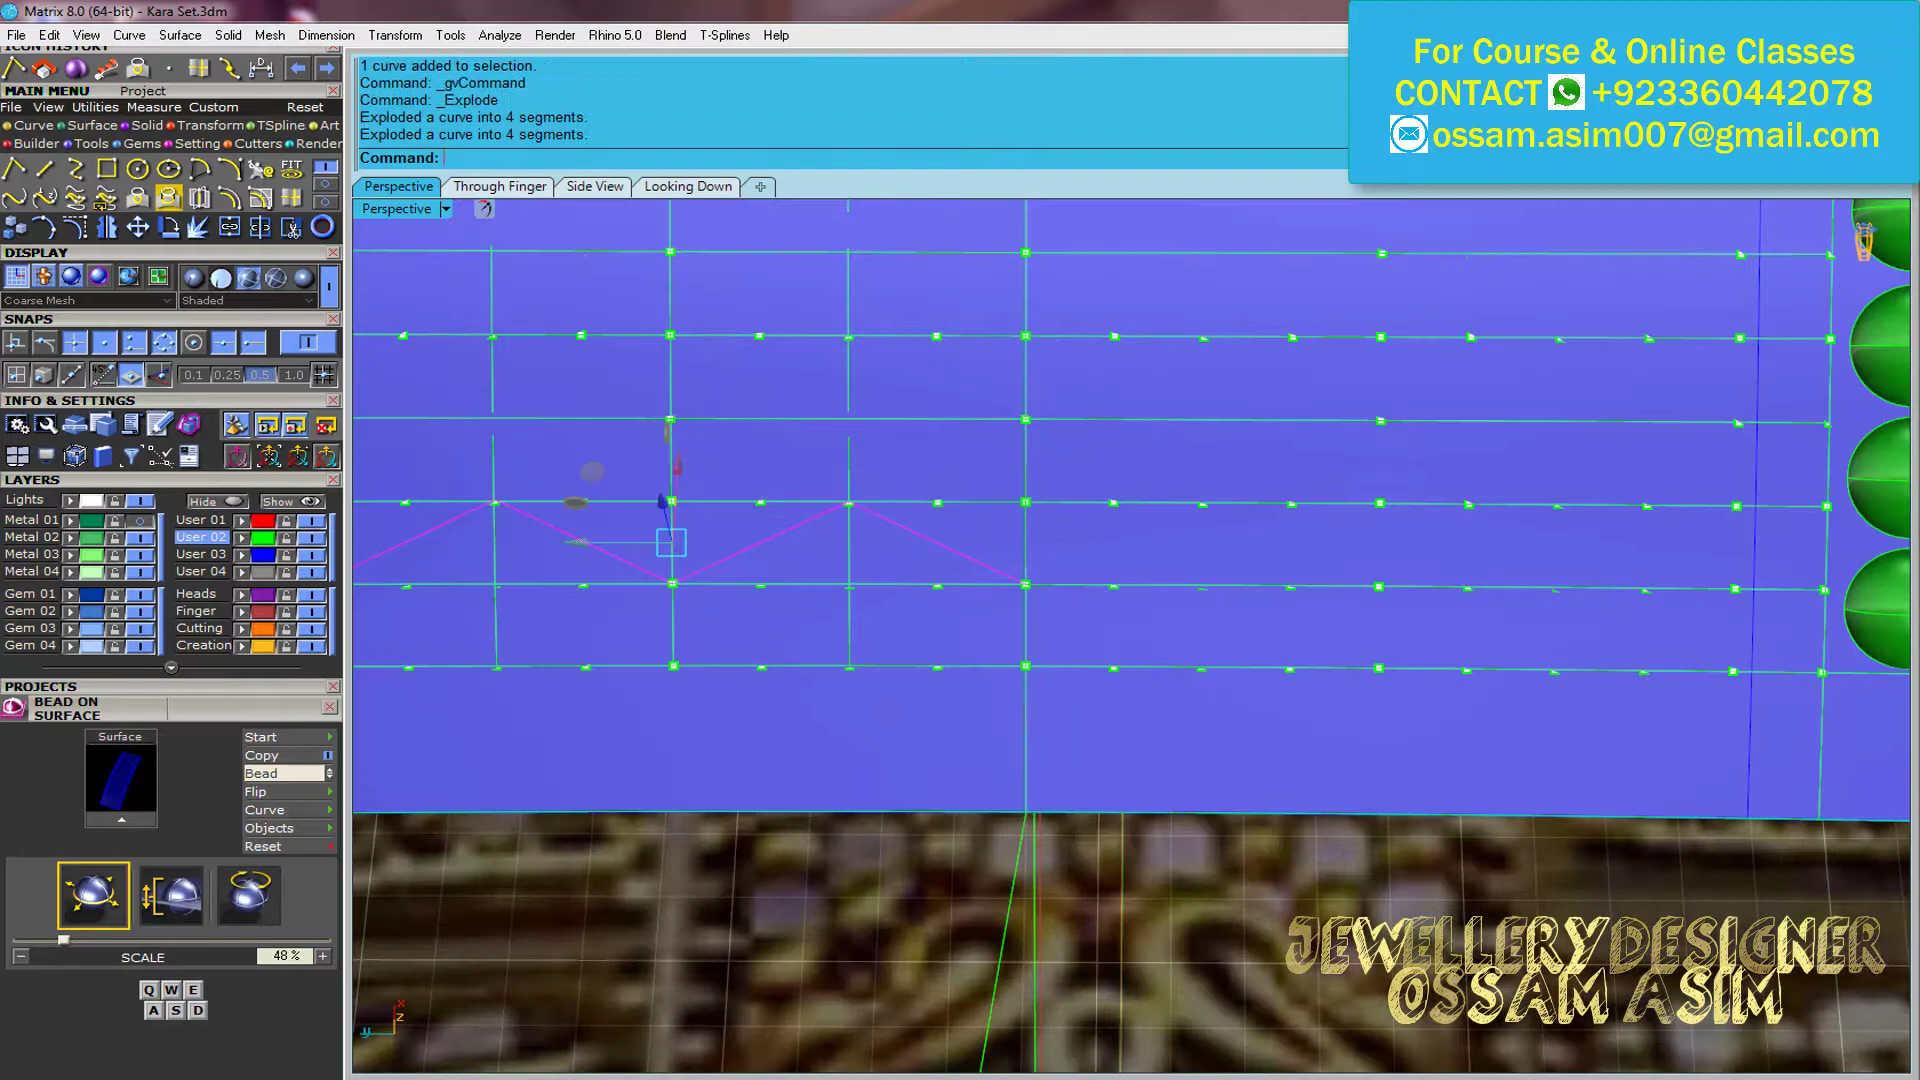 Matrix 8.0 (64-bit) - Kara Set.3dm
File Edit View Curve Surface Solid Mesh Dimension Transform Tools Analyze Render Rhino 5.0 Blend T-Splines Help
For Course & Online Classes
CONTACT +923360442078
ossam.asim007@gmail.com
ICON HISTORY
1 curve added to selection.
Command: _gvCommand
Command: _Explode
Exploded a curve into 4 segments.
Exploded a curve into 4 segments.
Command:
MAIN MENU Project
File View Utilities Measure Custom Reset
Curve Surface Solid Transform TSpline Art
Builder Tools Gems Setting Cutters Render
FIT
Perspective Through Finger Side View Looking Down
Perspective
DISPLAY
Coarse Mesh Shaded
SNAPS
0.1 0.25 0.5 1.0
INFO & SETTINGS
LAYERS
Lights Hide Show
Metal 01 User 01
Metal 02 User 02
Metal 03 User 03
Metal 04 User 04
Gem 01 Heads
Gem 02 Finger
Gem 03 Cutting
Gem 04 Creation
PROJECTS
BEAD ON
SURFACE
Surface
Start
Copy
Bead
Flip
Curve
Objects
Reset
SCALE 48 %
Q W E
A S D
x
z
y
JEWELLERY DESIGNER
OSSAM ASIM